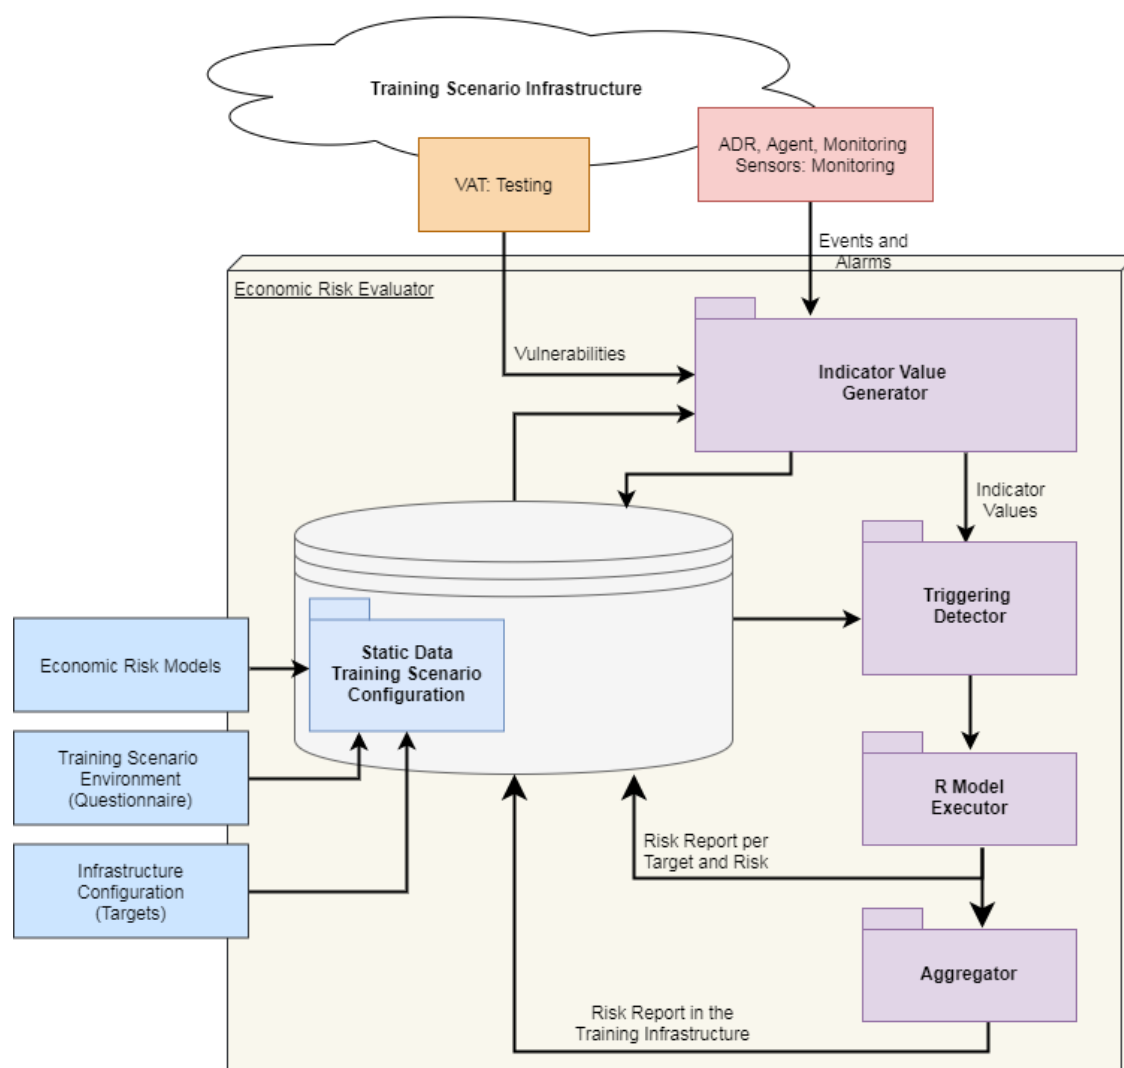 Training Scenario Infrastructure
ADR, Agent, Monitoring
Sensors: Monitoring
VAT: Testing
Events and
Alarms
Economic Risk Evaluator
Vulnerabilities
Indicator Value
Generator
Indicator
Values
Triggering
Detector
Static Data
Training Scenario
Configuration
Economic Risk Models
Training Scenario
Environment
(Questionnaire)
R Model
Executor
Risk Report per
Target and Risk
Infrastructure
Configuration
(Targets)
Aggregator
Risk Report in the
Training Infrastructure